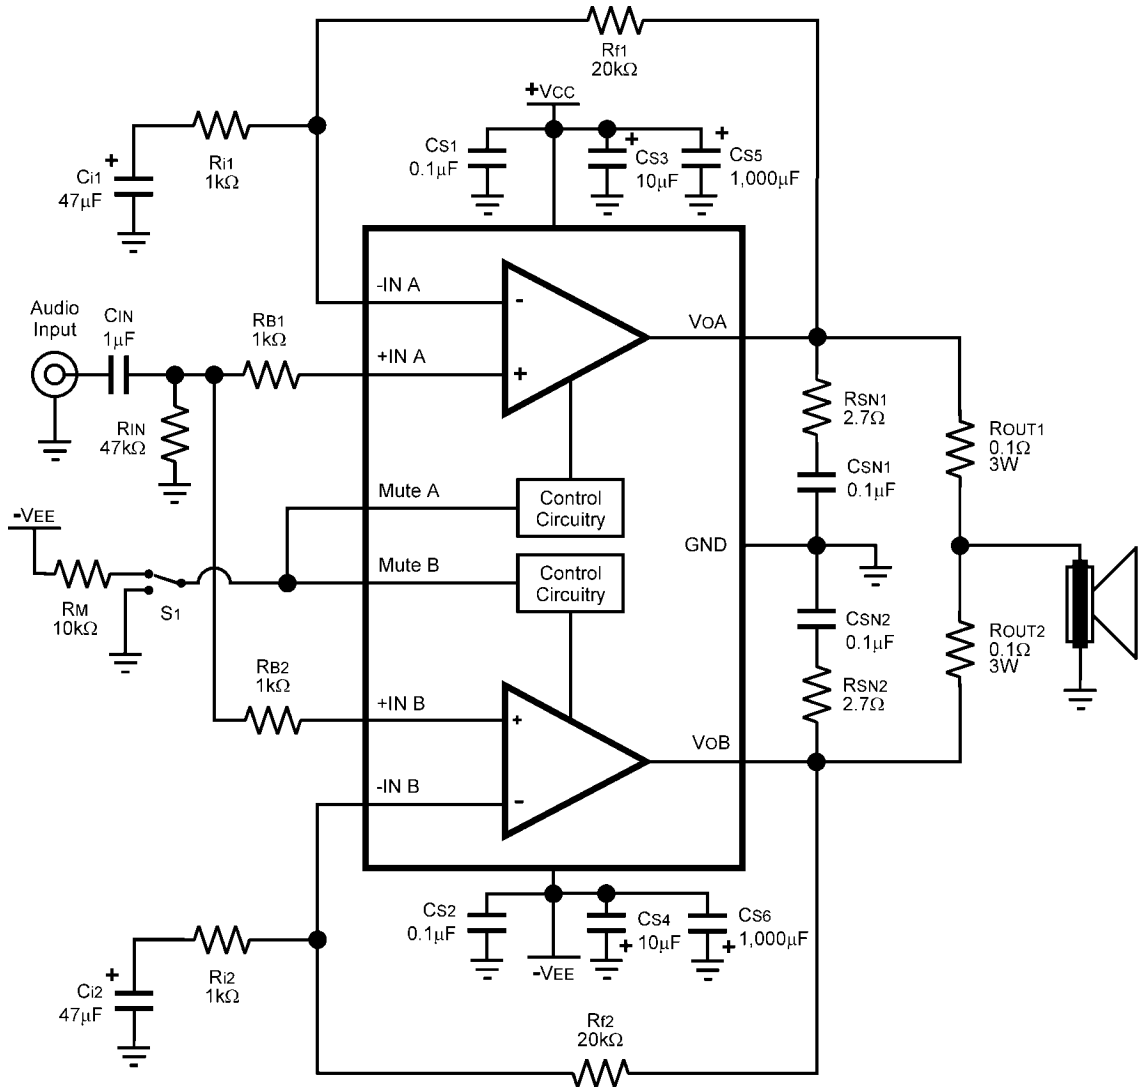 Rf1
20kΩ
+VCC
CS1
0.1µF
+
CS3
10µF
+
CS5
1,000µF
Ri1
1kΩ
+
Ci1
47µF
-IN A
-
Audio
Input
CIN
1µF
RB1
1kΩ
+IN A
+
VOA
RIN
47kΩ
RSN1
2.7Ω
ROUT1
0.1Ω
3W
CSN1
0.1µF
Mute A
Control
Circuitry
-VEE
GND
Mute B
Control
Circuitry
RM
10kΩ
S1
CSN2
0.1µF
ROUT2
0.1Ω
3W
RB2
1kΩ
RSN2
2.7Ω
+IN B
+
VOB
-IN B
-
CS2
0.1µF
CS4
+10µF
CS6
+1,000µF
-VEE
Ri2
1kΩ
+
Ci2
47µF
Rf2
20kΩ